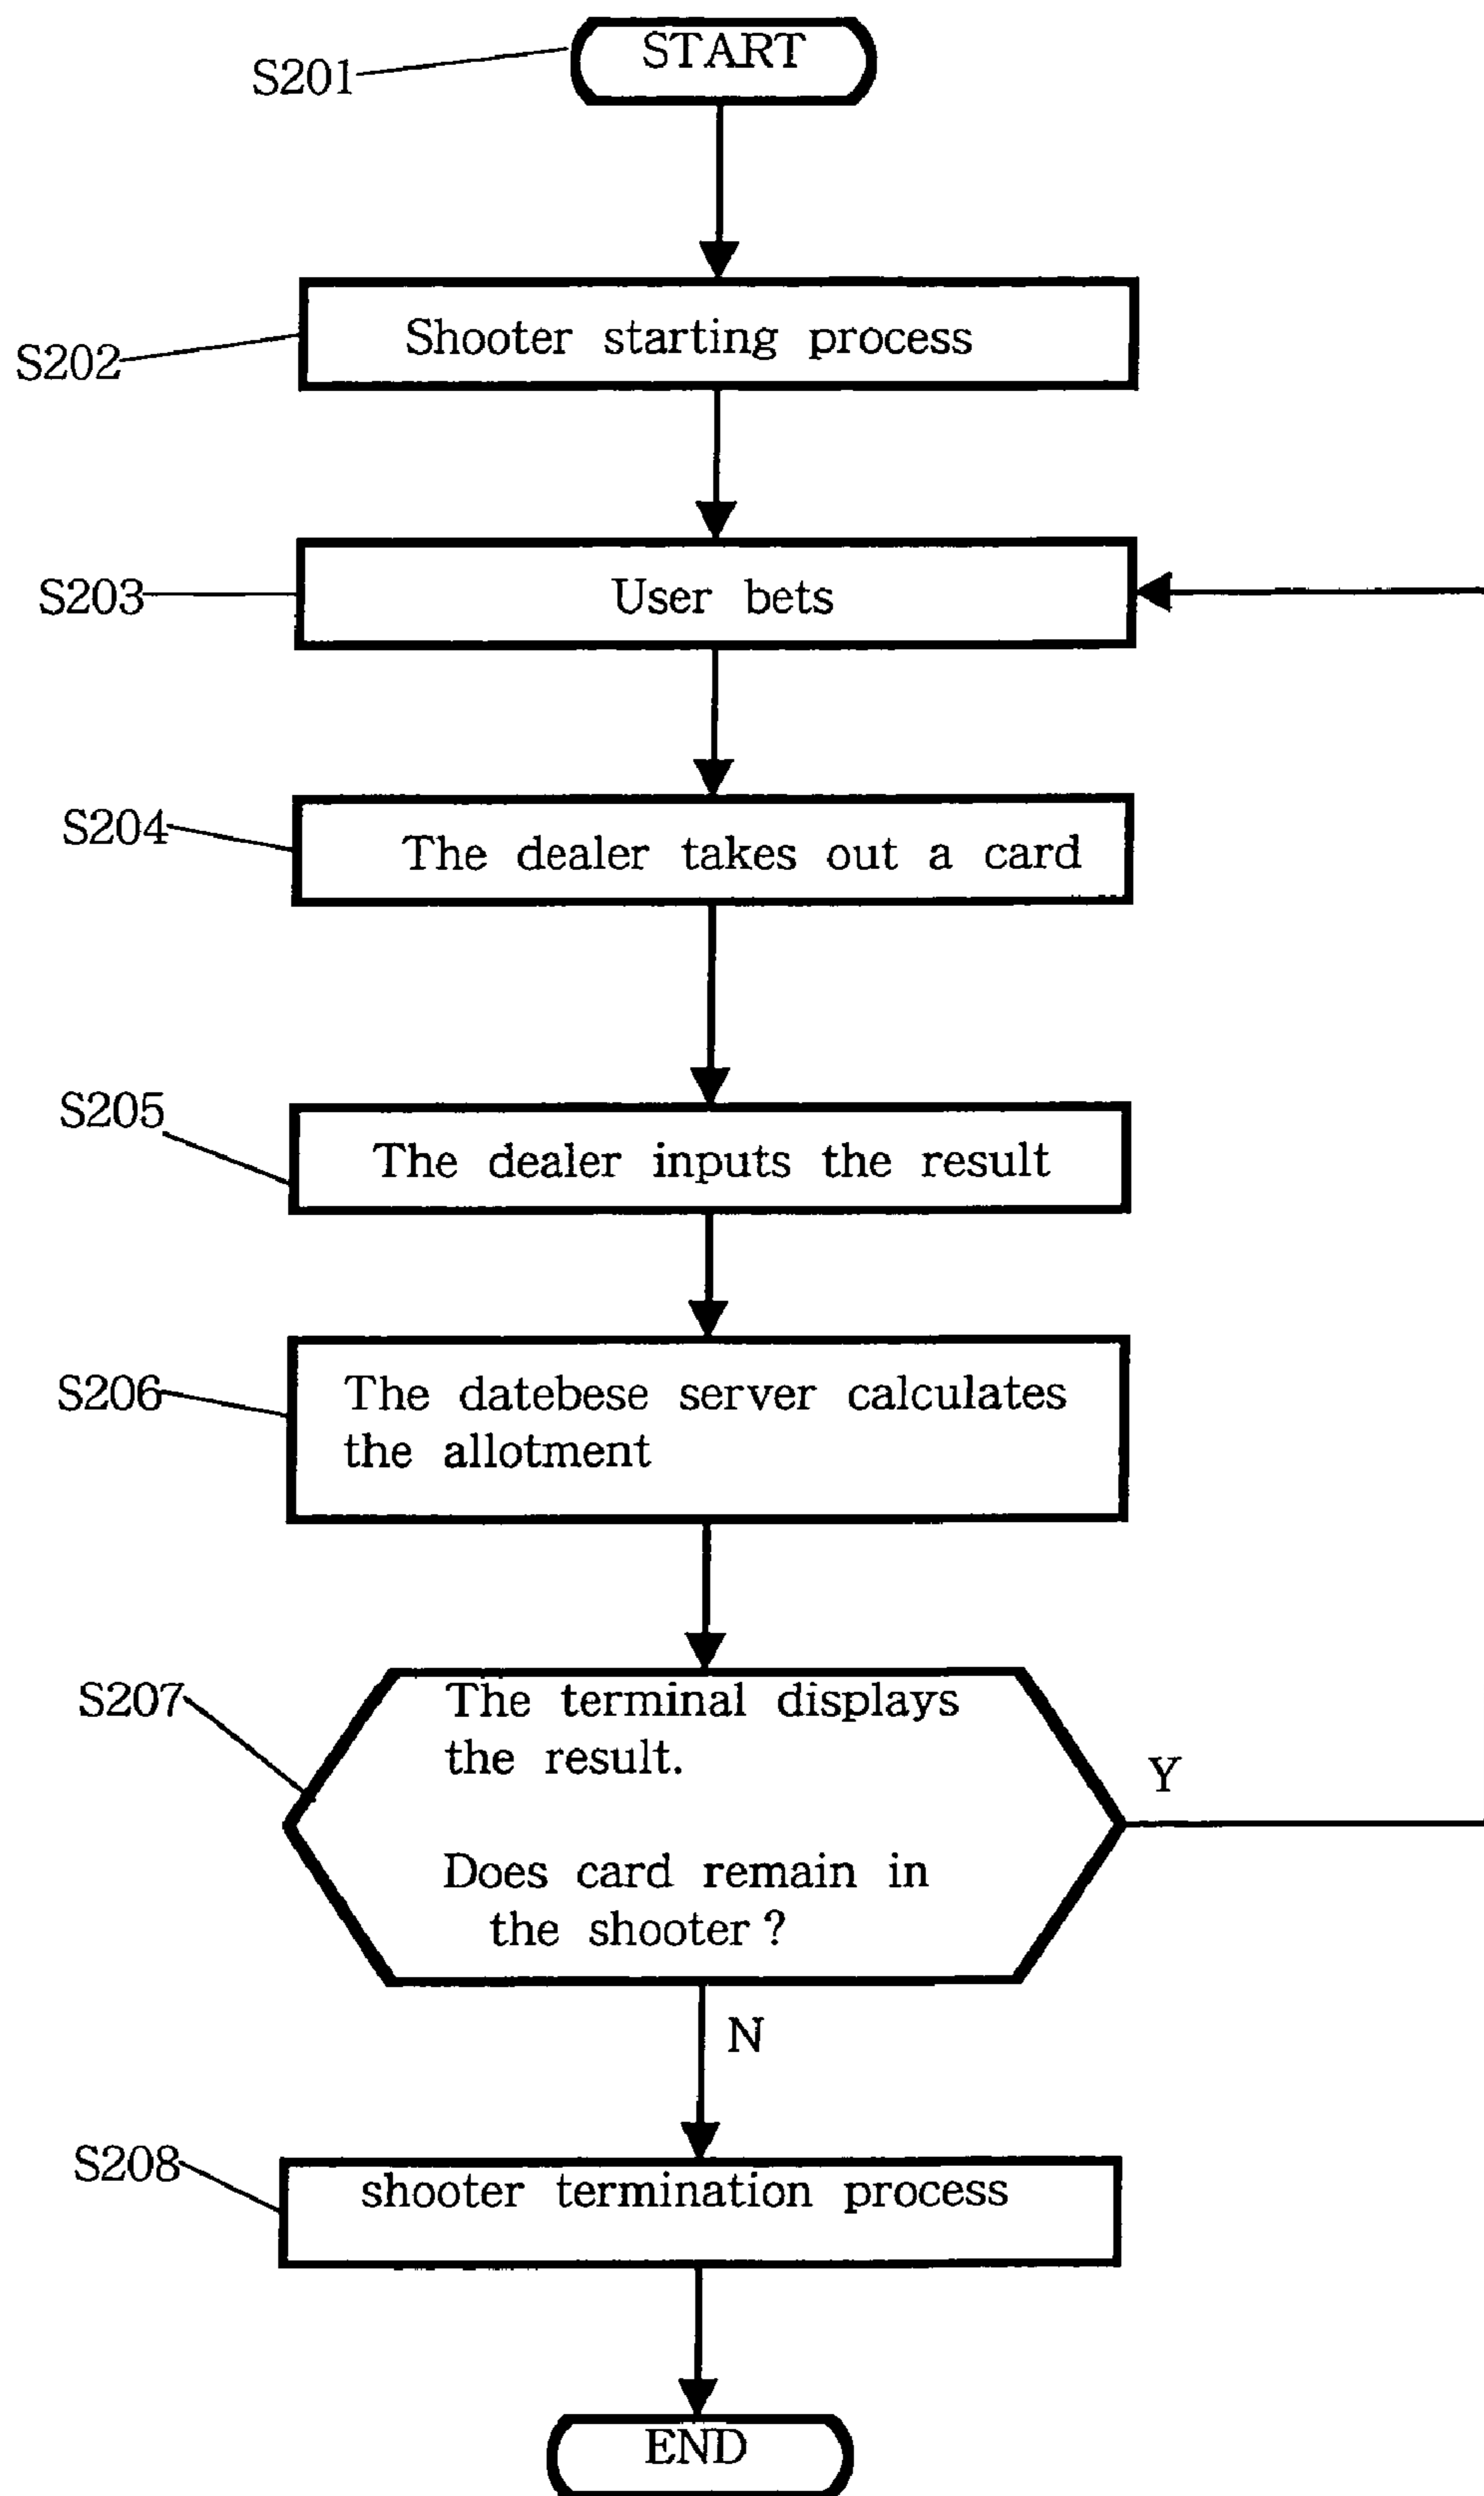 START
S201
Shooter starting process
S202
User bets
S203
S204
The dealer takes out a card
S205
The dealer inputs the result
S206
The datebese server calculates
the allotment
S207
The terminal displays
the result.
Y
Does card remain in
the shooter ?
N
S208
shooter termination process
END